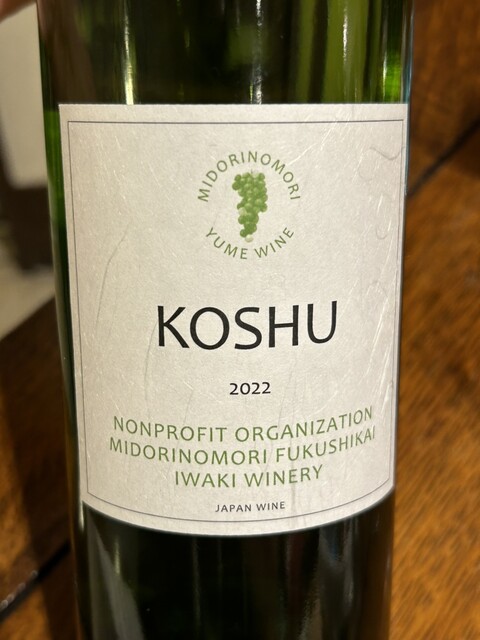 MIDORINOMORI
YUME WINE
KOSHU
2022
NONPROFIT ORGANIZATION
MIDORINOMORI FUKUSHIKAI
IWAKI WINERY
JAPAN WINE